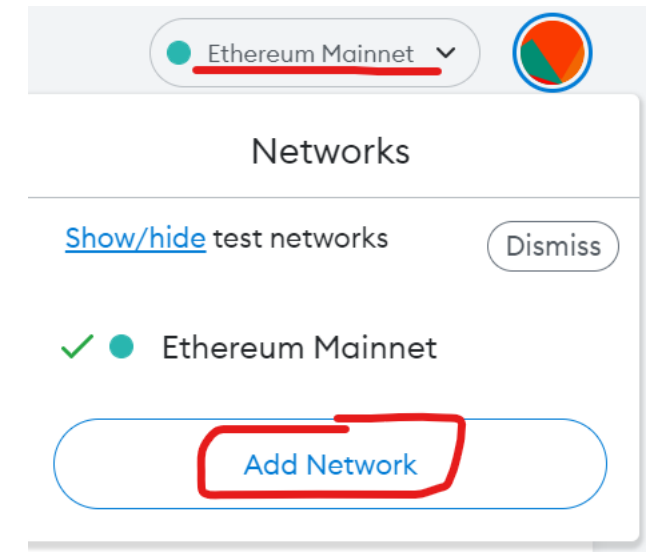 Ethereum Mainnet
Networks
Show/hide test networks
Dismiss
Ethereum Mainnet
Add Network